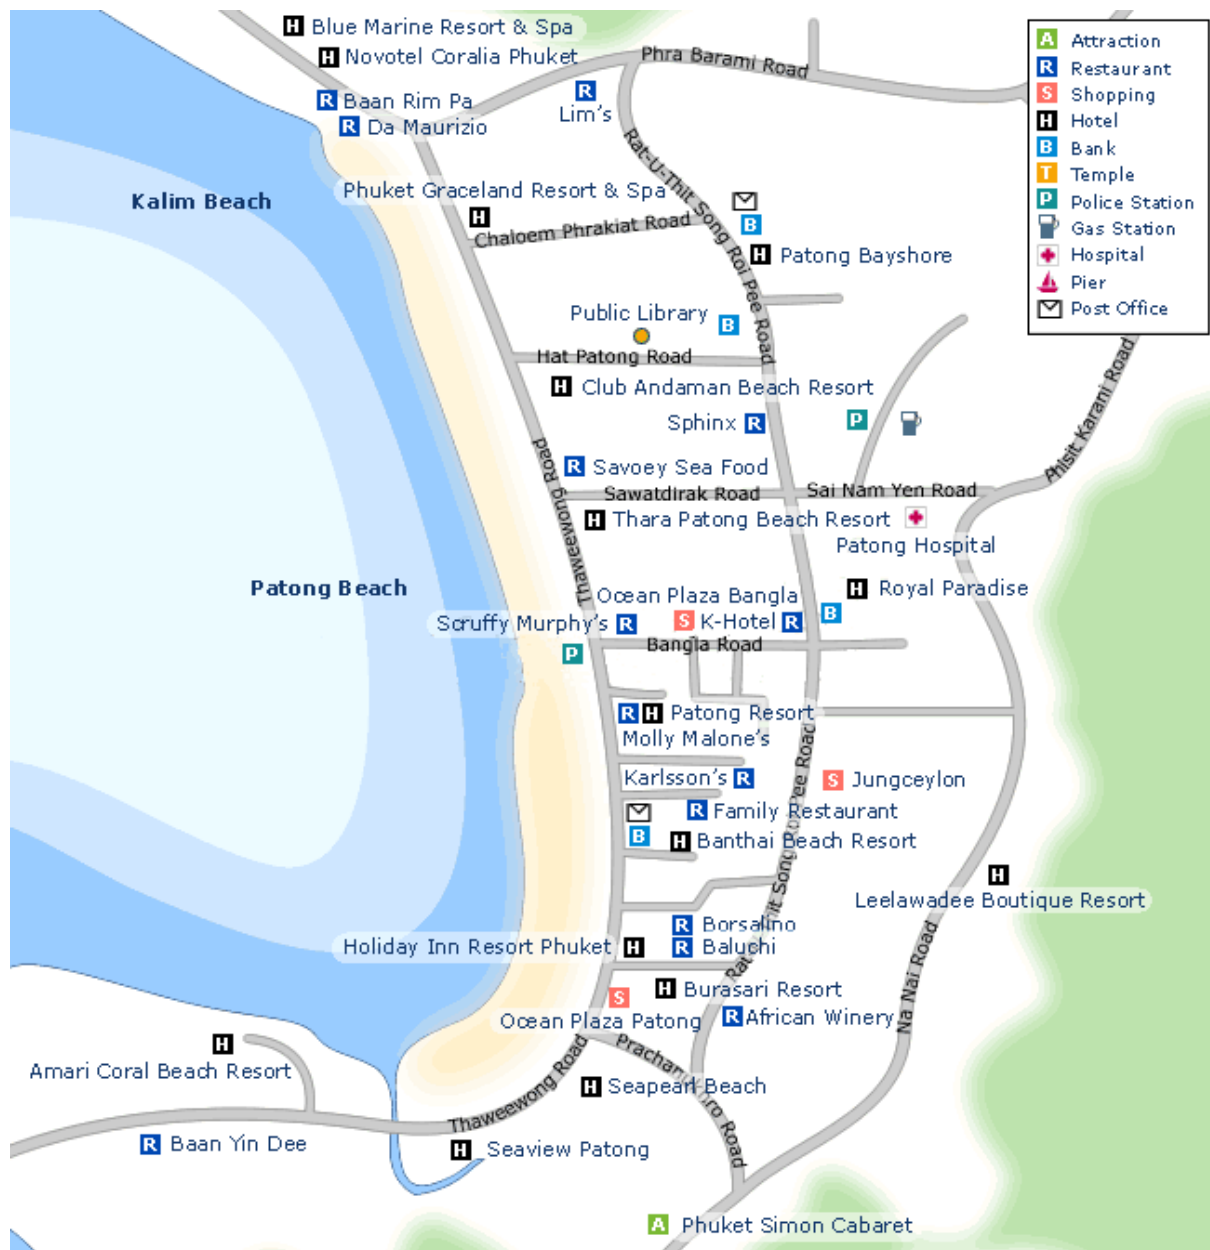 H Blue Marine Resort & Spa
H Novotel Coralia Phuket
Phra Barami Road
R Baan Rim Pa
R Da Maurizio
R
Lim's
A Attraction
R Restaurant
S Shopping
H Hotel
B Bank
T Temple
P Police Station
Gas Station
Hospital
Pier
Post Office
Kalim Beach
Phuket Graceland Resort & Spa
H
Chaloem Phrakiat Road
Rat-U-Thit Song Roi Pee Road
B
H Patong Bayshore
Public Library B
Hat Patong Road
H Club Andaman Beach Resort
Sphinx R
P
Phisit Karani Road
R Savoey Sea Food
Thaweewong Road
Sawatdirak Road
Sai Nam Yen Road
H Thara Patong Beach Resort
Patong Hospital
Patong Beach
Ocean Plaza Bangla
H Royal Paradise
Scruffy Murphy's R
S K-Hotel R
B
P
Bangla Road
R H Patong Resort
Molly Malone's
Karlsson's R
S Jungceylon
R Family Restaurant
B
H Banthai Beach Resort
Rat-U-Thit Song Roi Pee Road
H
Leelawadee Boutique Resort
R Borsalino
Holiday Inn Resort Phuket H
R Baluchi
Na Nai Road
H Burasari Resort
S
Ocean Plaza Patong
R African Winery
H
Amari Coral Beach Resort
Thaweewong Road
Prachanukro Road
H Seapearl Beach
R Baan Yin Dee
H Seaview Patong
A Phuket Simon Cabaret